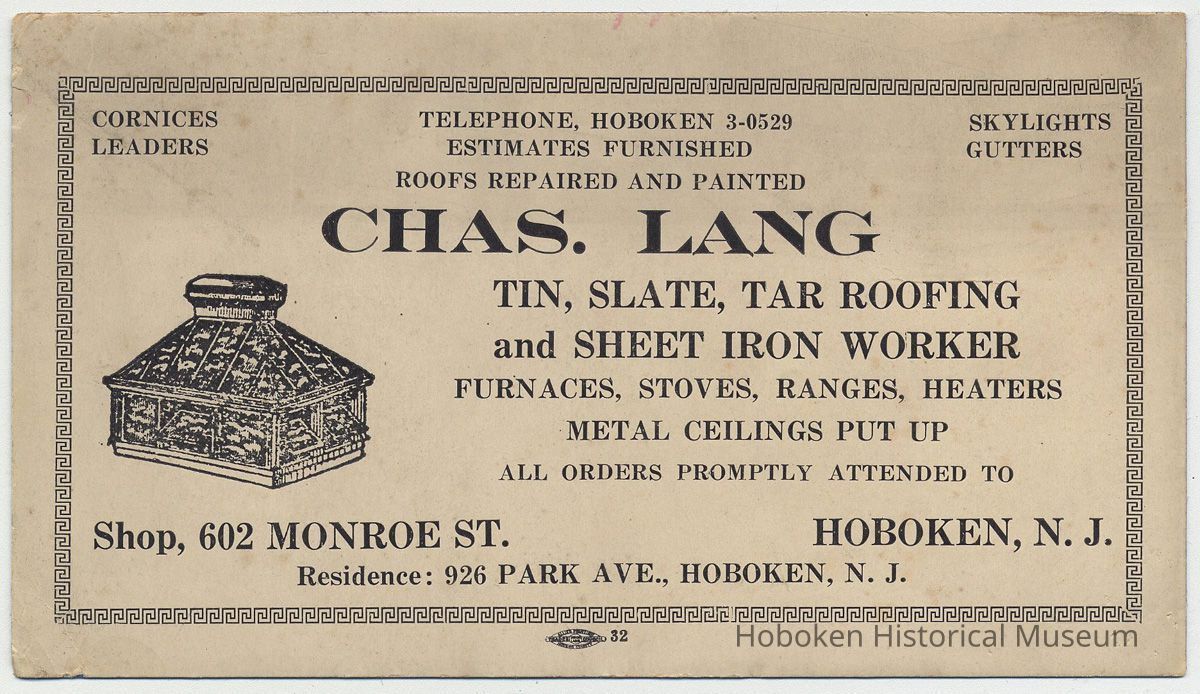 CORNICES
LEADERS
TELEPHONE, HOBOKEN 3-0529
ESTIMATES FURNISHED
SKYLIGHTS
GUTTERS
ROOFS REPAIRED AND PAINTED
CHAS. LANG
TIN, SLATE, TAR ROOFING
and SHEET IRON WORKER
FURNACES, STOVES, RANGES, HEATERS
METAL CEILINGS PUT UP
ALL ORDERS PROMPTLY ATTENDED TO
Shop, 602 MONROE ST.
HOBOKEN, N. J.
Residence: 926 PARK AVE., HOBOKEN, N. J.
32
Hoboken Historical Museum